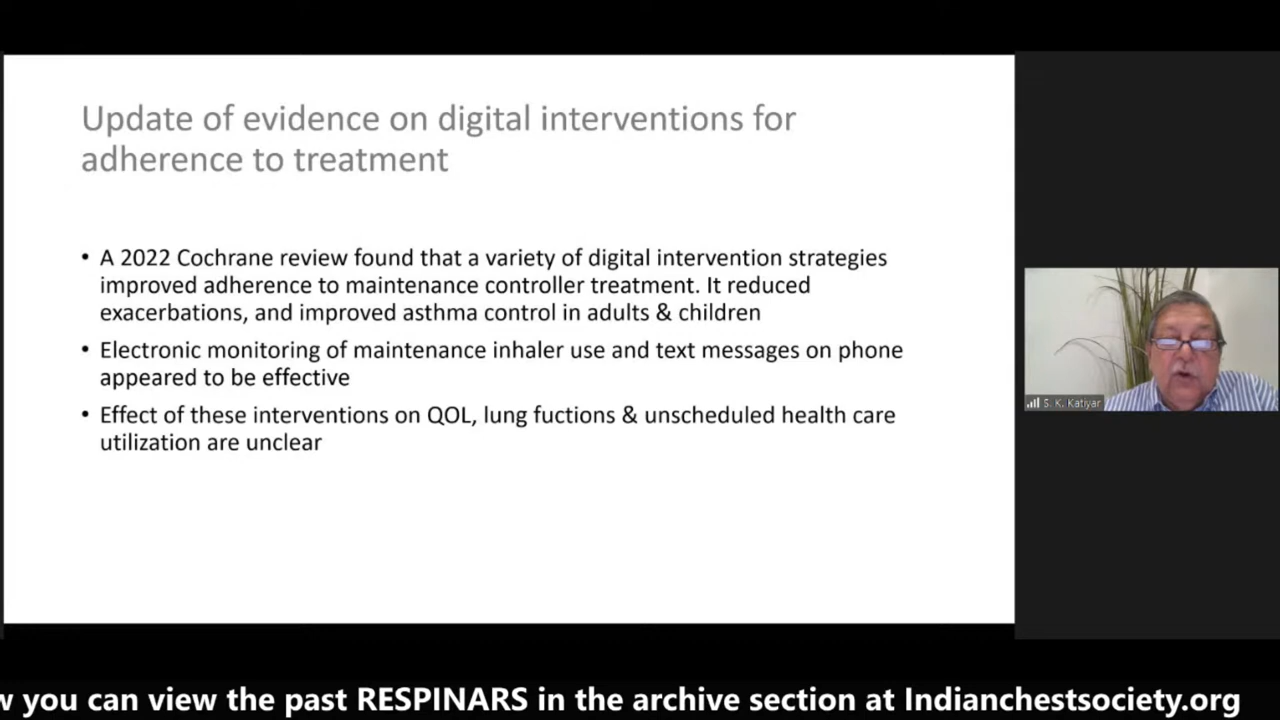 Update of evidence on digital interventions for
adherence to treatment
• A 2022 Cochrane review found that a variety of digital intervention strategies
improved adherence to maintenance controller treatment. It reduced
exacerbations, and improved asthma control in adults & children
• Electronic monitoring of maintenance inhaler use and text messages on phone
appeared to be effective
• Effect of these interventions on QOL, lung fuctions & unscheduled health care
utilization are unclear
S. K. Katiyar
w you can view the past RESPINARS in the archive section at Indianchestsociety.org